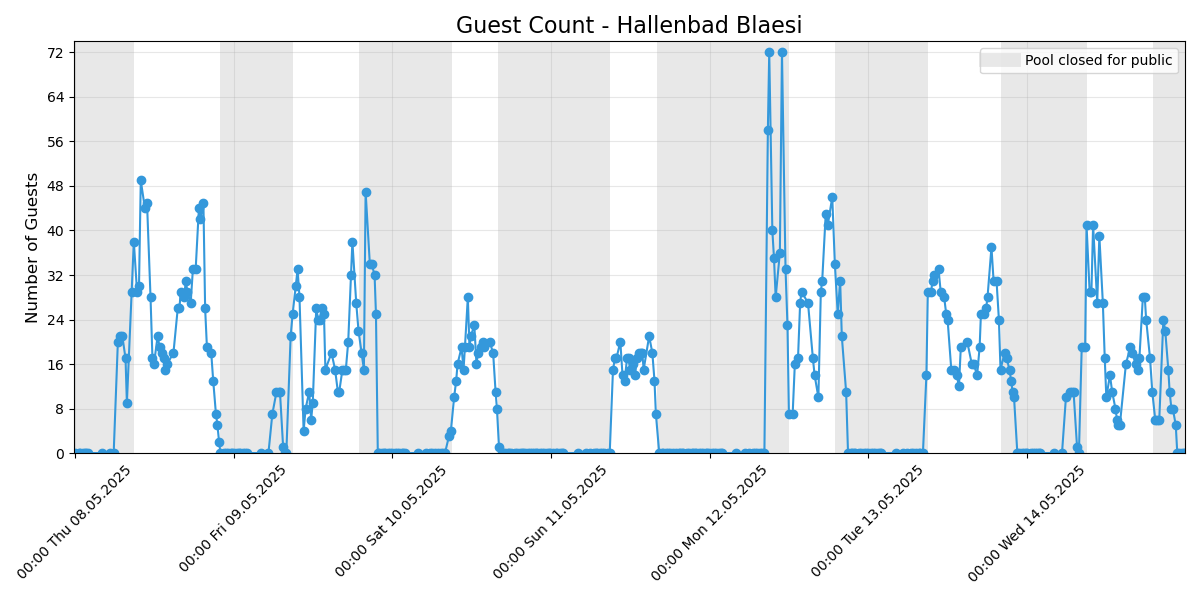 Guest Count - Hallenbad Blaesi
Pool closed for public
Number of Guests
72
64
56
48
40
32
24
16
8
0
00:00 Thu 08.05.2025
00:00 Fri 09.05.2025
00:00 Sat 10.05.2025
00:00 Sun 11.05.2025
00:00 Mon 12.05.2025
00:00 Tue 13.05.2025
00:00 Wed 14.05.2025